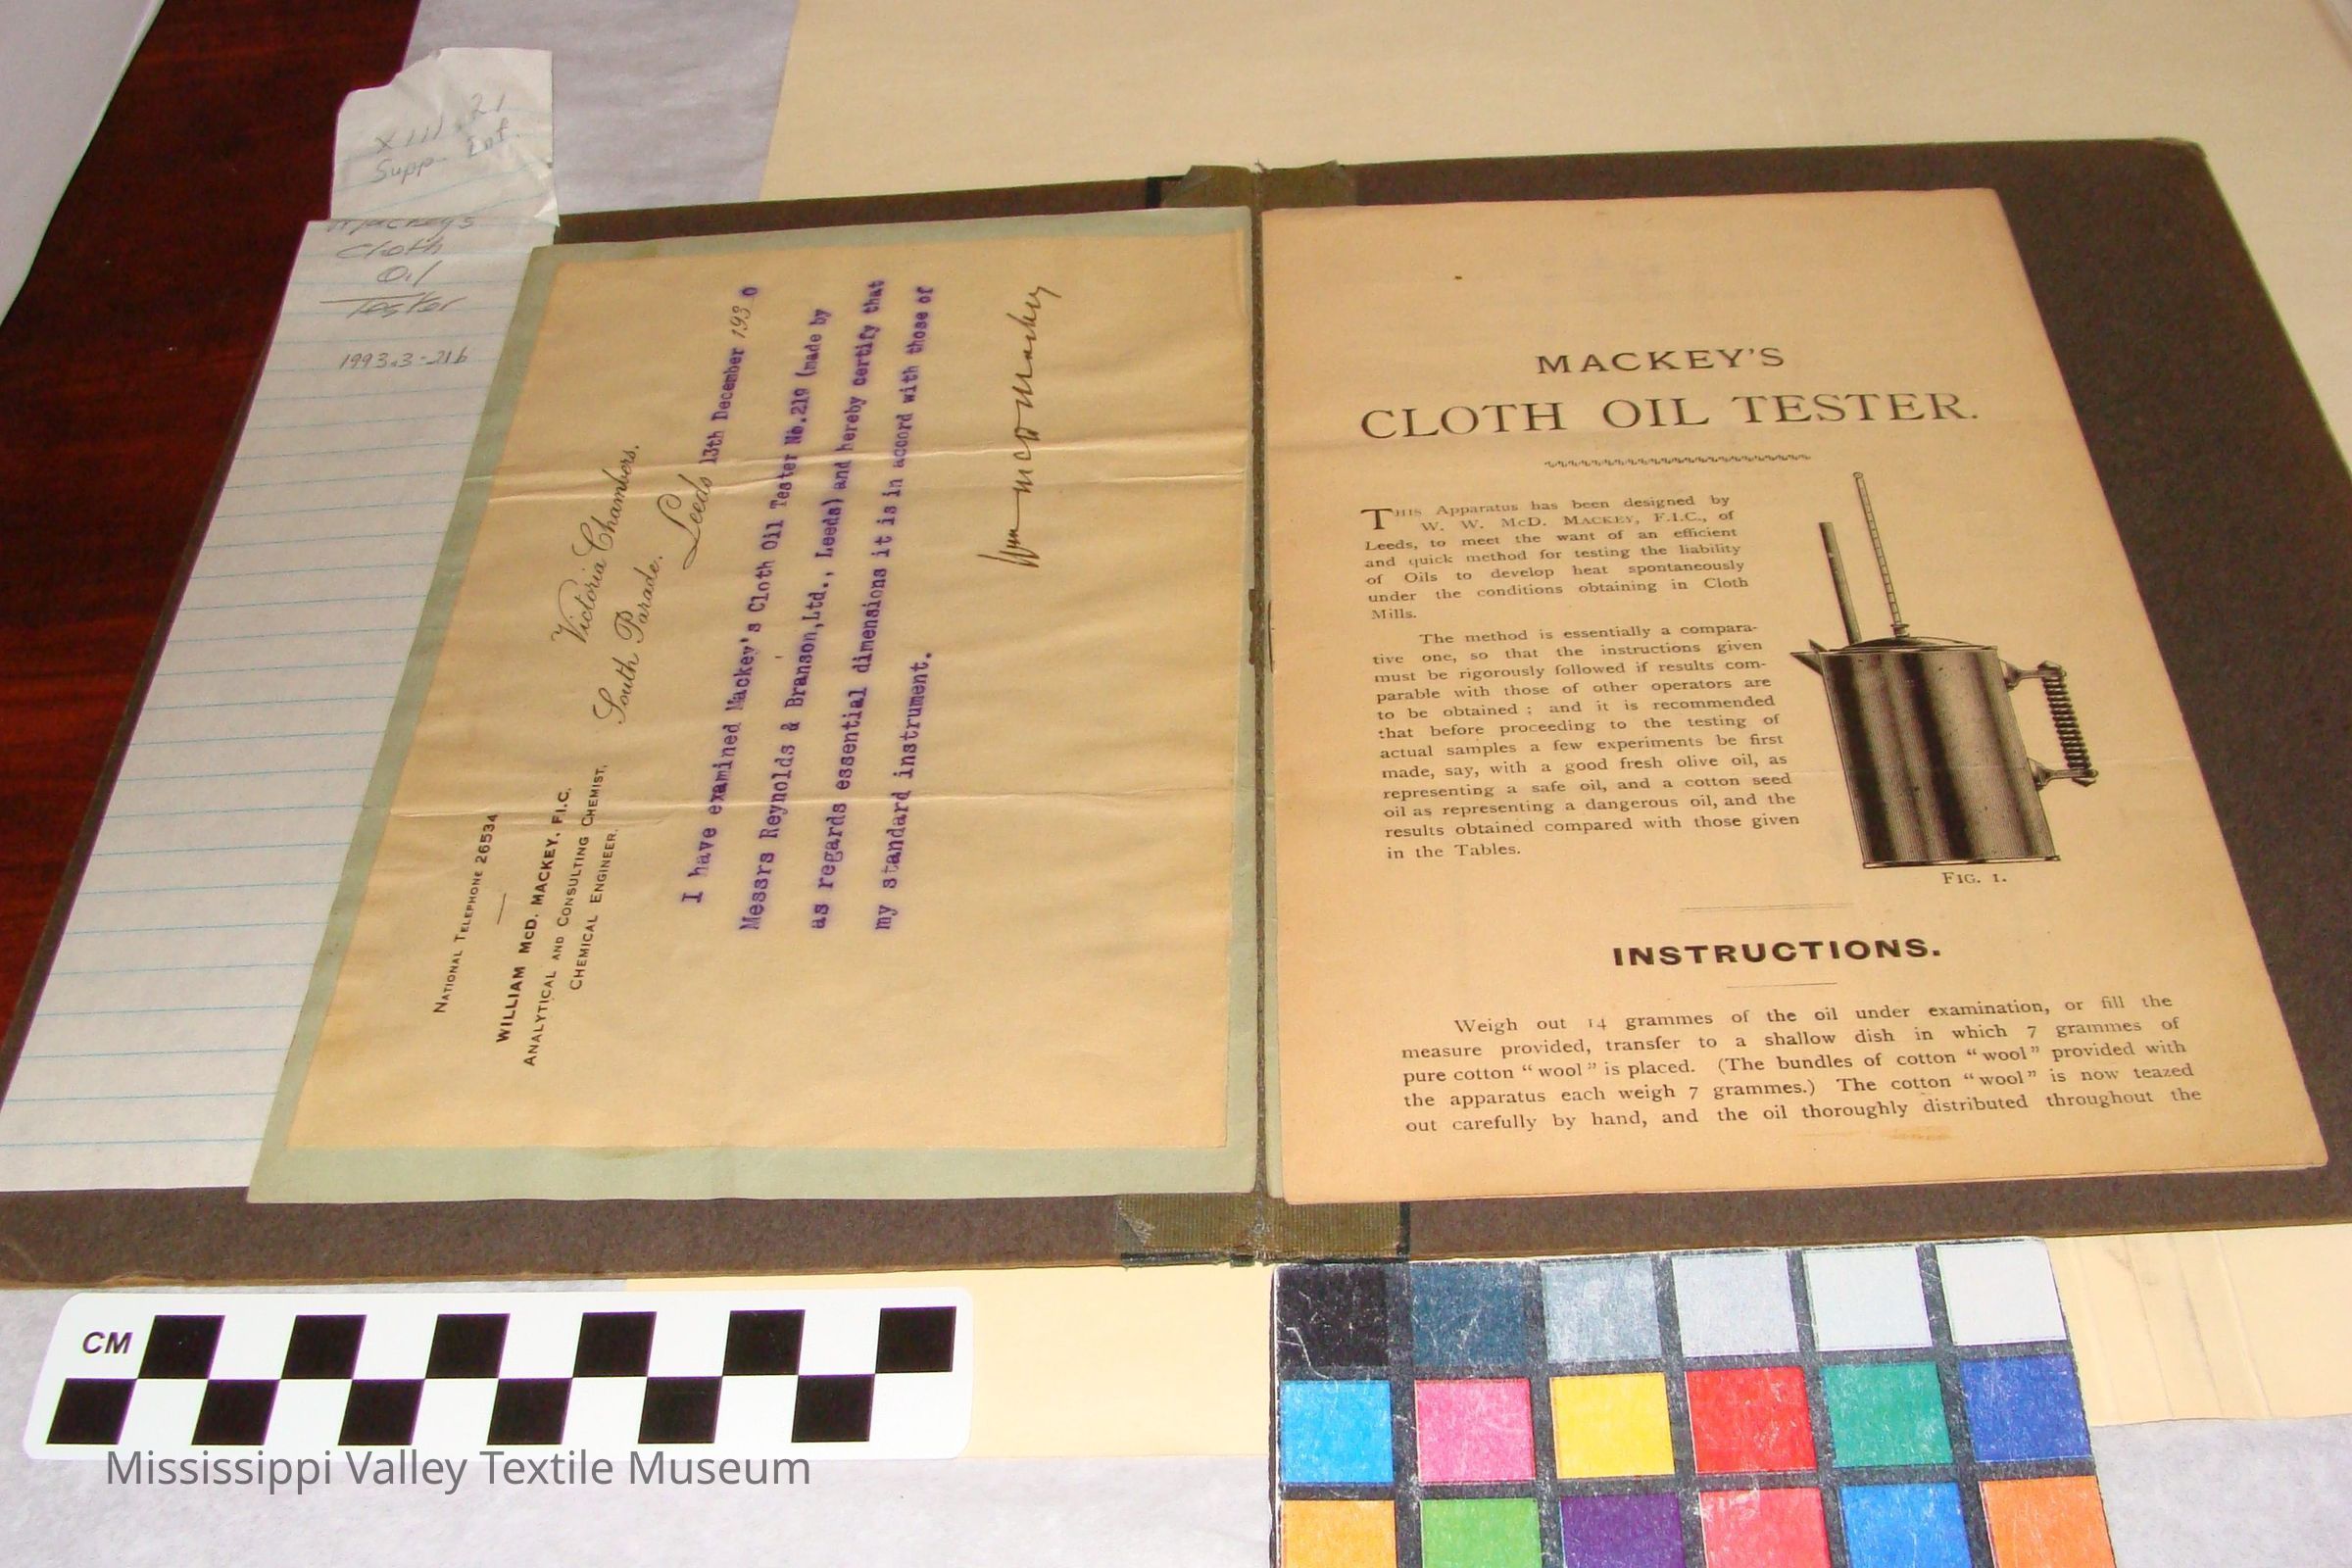 XIII.21
Supp. Lot.
Mackey's
Cloth
Oil
Tester
1993.3-21b
NATIONAL TELEPHONE 26534
WILLIAM McD. MACKEY, F.I.C.
ANALYTICAL AND CONSULTING CHEMIST,
CHEMICAL ENGINEER.
Victoria Chambers,
South Parade,
Leeds 13th December 1930
I have examined Mackey's Cloth Oil Tester No.219 (made by
Messrs Reynolds & Branson,Ltd., Leeds) and hereby certify that
as regards essential dimensions it is in accord with those of
my standard instrument.
Wm McD Mackey
MACKEY'S
CLOTH OIL TESTER.
THIS Apparatus has been designed by
W. W. McD. MACKEY, F.I.C., of
Leeds, to meet the want of an efficient
and quick method for testing the liability
of Oils to develop heat spontaneously
under the conditions obtaining in Cloth
Mills.
The method is essentially a compara-
tive one, so that the instructions given
must be rigorously followed if results com-
parable with those of other operators are
to be obtained ; and it is recommended
that before proceeding to the testing of
actual samples a few experiments be first
made, say, with a good fresh olive oil, as
representing a safe oil, and a cotton seed
oil as representing a dangerous oil, and the
results obtained compared with those given
in the Tables.
FIG. 1.
INSTRUCTIONS.
Weigh out 14 grammes of the oil under examination, or fill the
measure provided, transfer to a shallow dish in which 7 grammes of
pure cotton “wool” is placed. (The bundles of cotton “wool” provided with
the apparatus each weigh 7 grammes.) The cotton “wool” is now teazed
out carefully by hand, and the oil thoroughly distributed throughout the
CM
Mississippi Valley Textile Museum